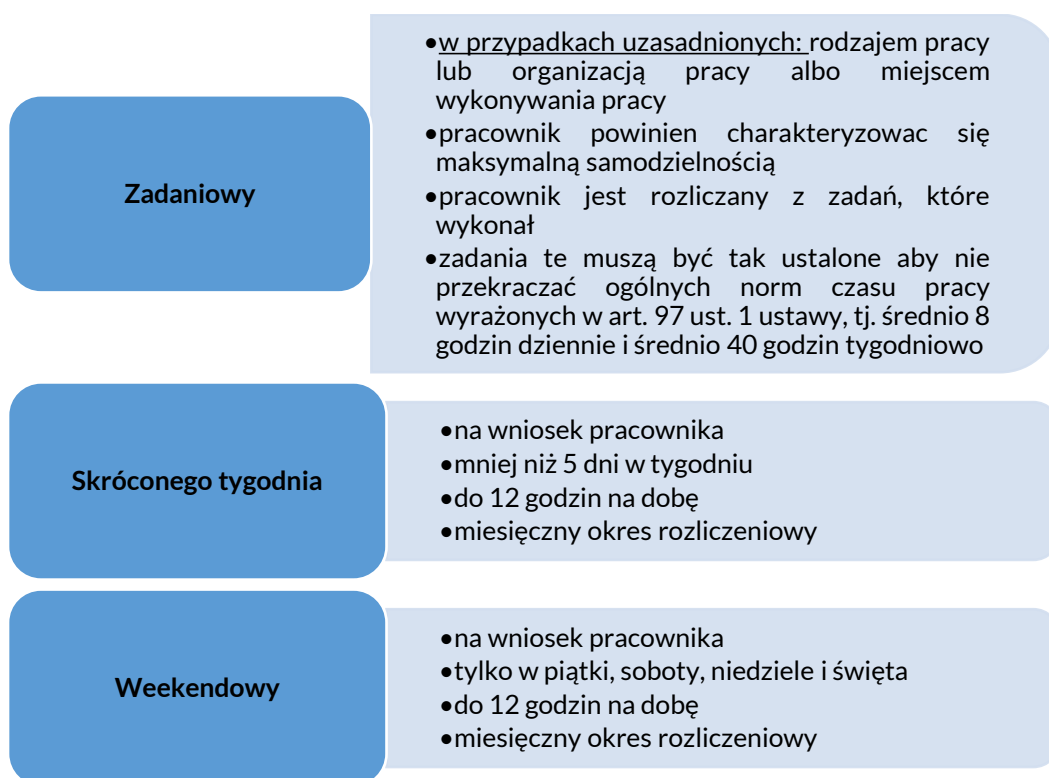 Zadaniowy
•w przypadkach uzasadnionych: rodzajem pracy
lub organizacją pracy albo miejscem
wykonywania pracy
•pracownik powinien charakteryzowac się
maksymalną samodzielnością
•pracownik jest rozliczany z zadań, które
wykonał
•zadania te muszą być tak ustalone aby nie
przekraczać ogólnych norm czasu pracy
wyrażonych w art. 97 ust. 1 ustawy, tj. średnio 8
godzin dziennie i średnio 40 godzin tygodniowo
Skróconego tygodnia
•na wniosek pracownika
•mniej niż 5 dni w tygodniu
•do 12 godzin na dobę
•miesięczny okres rozliczeniowy
Weekendowy
•na wniosek pracownika
•tylko w piątki, soboty, niedziele i święta
•do 12 godzin na dobę
•miesięczny okres rozliczeniowy